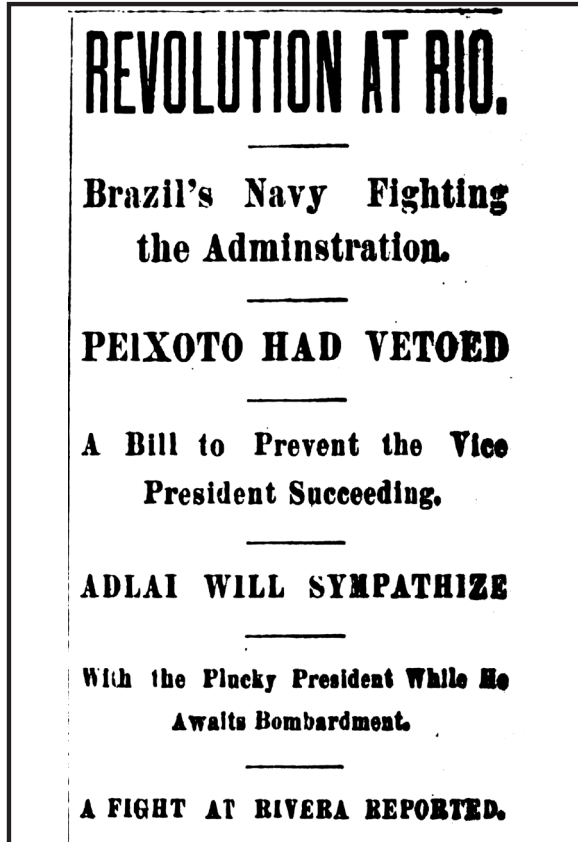 REVOLUTION AT RIO.
Brazil's Navy Fighting
the Adminstration.
PEIXOTO HAD VETOED
A Bill to Prevent the Vice
President Succeeding.
ADLAI WILL SYMPATHIZE
With the Plucky President While He
Awaits Bombardment.
A FIGHT AT RIVERA REPORTED.